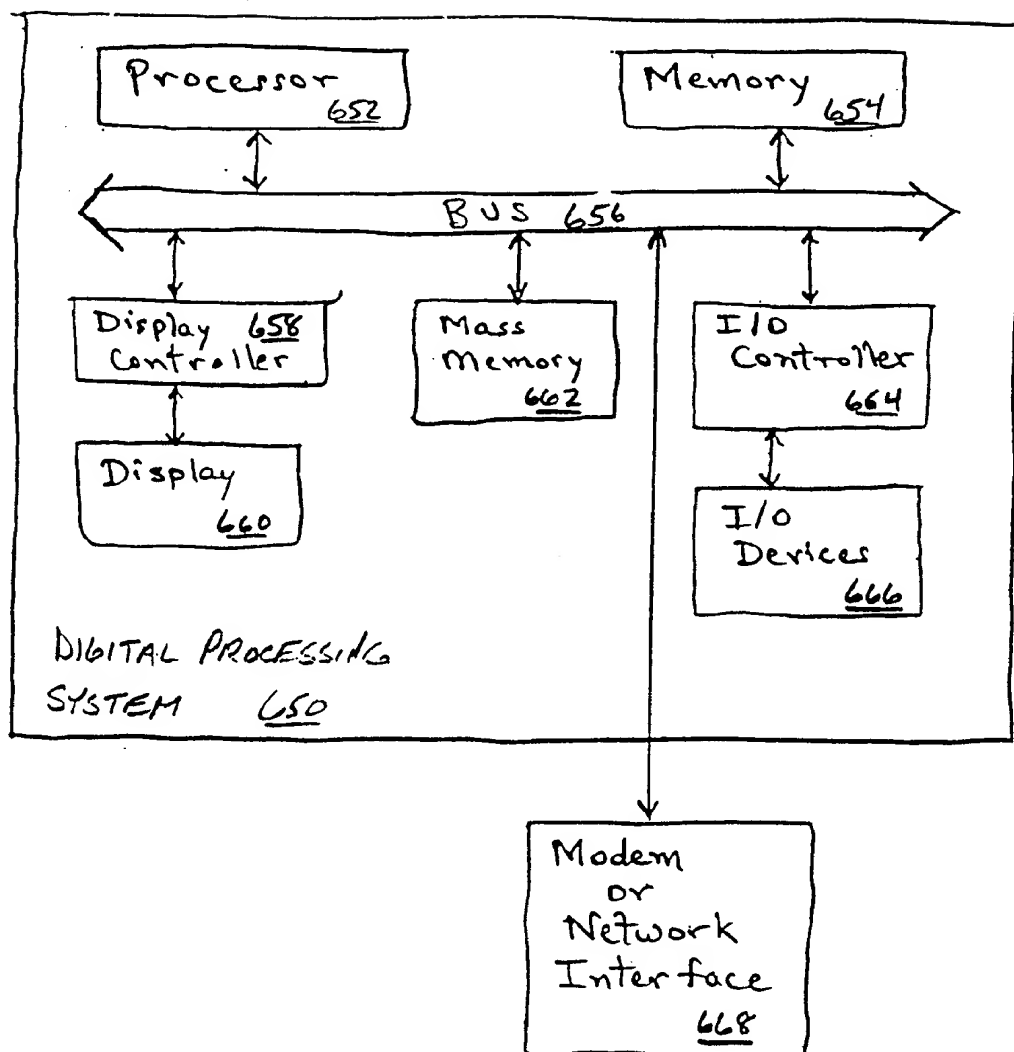 Processor
652
Memory
654
BUS 656
Display 658
Controller
Mass
Memory
662
I/O
Controller
664
Display
660
I/O
Devices
666
DIGITAL PROCESSING
SYSTEM 650
Modem
or
Network
Interface
668